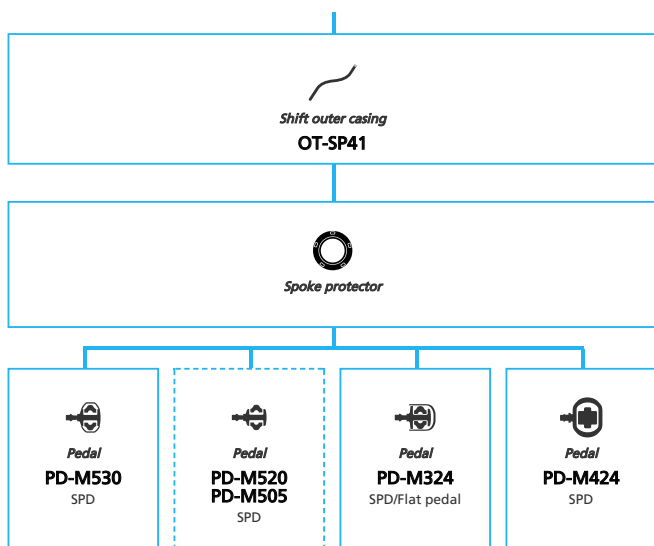 Shift outer casing
OT-SP41
Spoke protector
Pedal
PD-M530
SPD
Pedal
PD-M520
PD-M505
SPD
Pedal
PD-M324
SPD/Flat pedal
Pedal
PD-M424
SPD